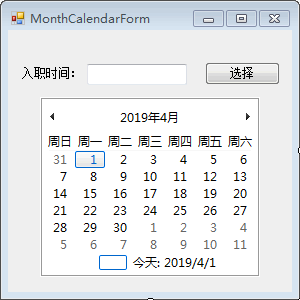 MonthCalendarForm
入职时间： 选择
2019年4月
周日 周一 周二 周三 周四 周五 周六
31 1 2 3 4 5 6
7 8 9 10 11 12 13
14 15 16 17 18 19 20
21 22 23 24 25 26 27
28 29 30 1 2 3 4
5 6 7 8 9 10 11
今天: 2019/4/1